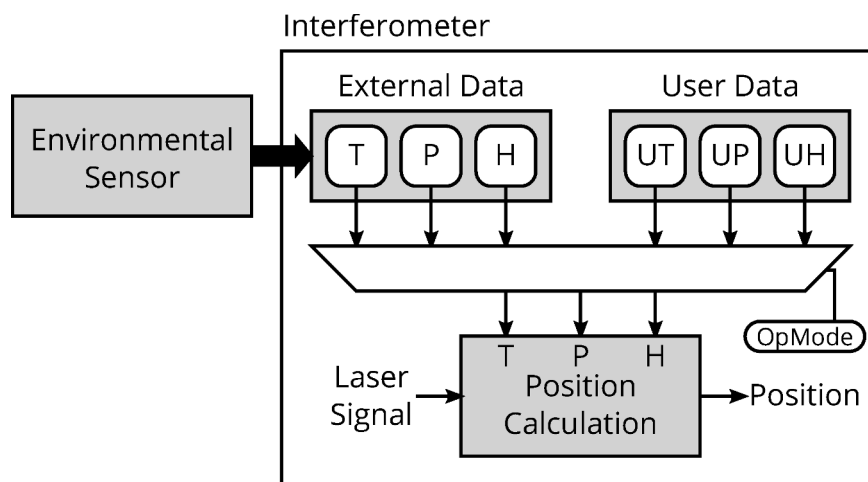 Interferometer
External Data
User Data
Environmental
Sensor
T P H
UT UP UH
OpMode
T P H
Laser
Signal
Position
Calculation
Position